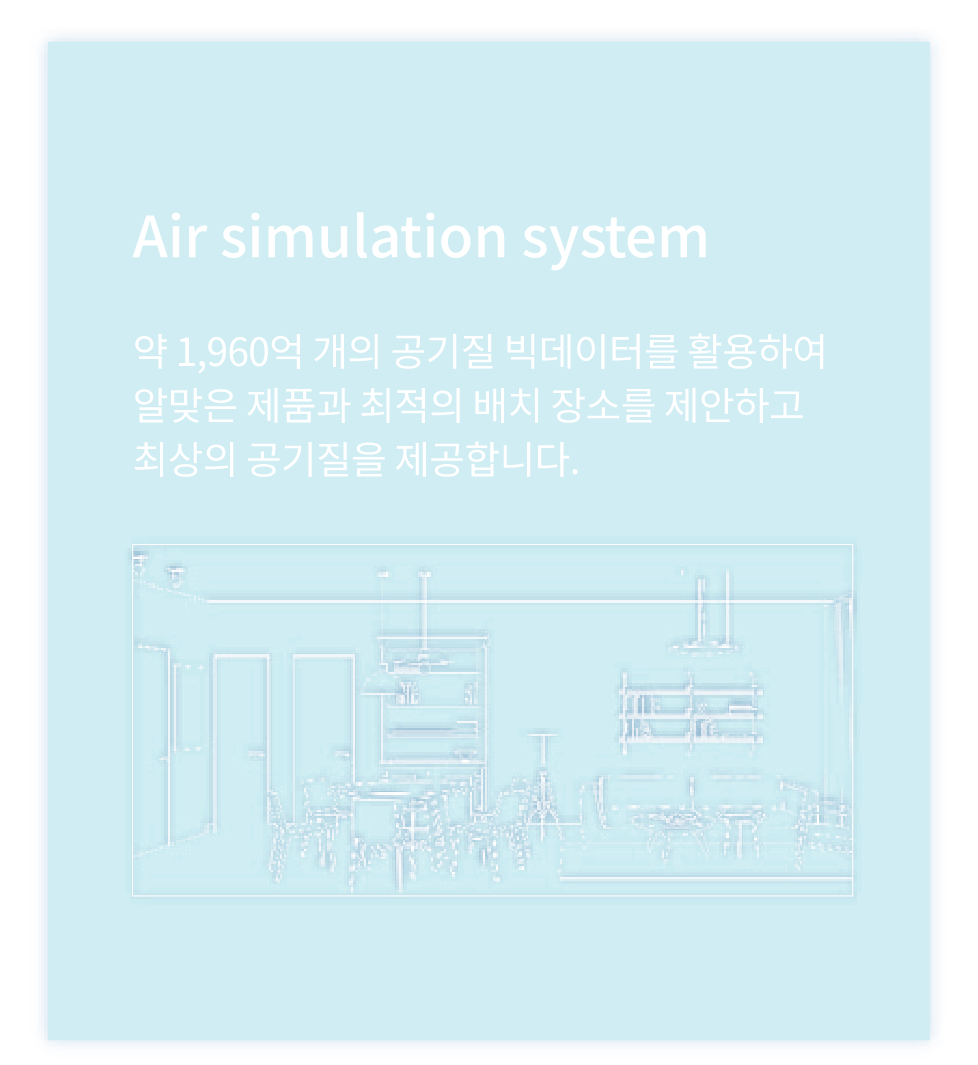 Air simulation system
약 1,960억 개의 공기질 빅데이터를 활용하여
알맞은 제품과 최적의 배치 장소를 제안하고
최상의 공기질을 제공합니다.